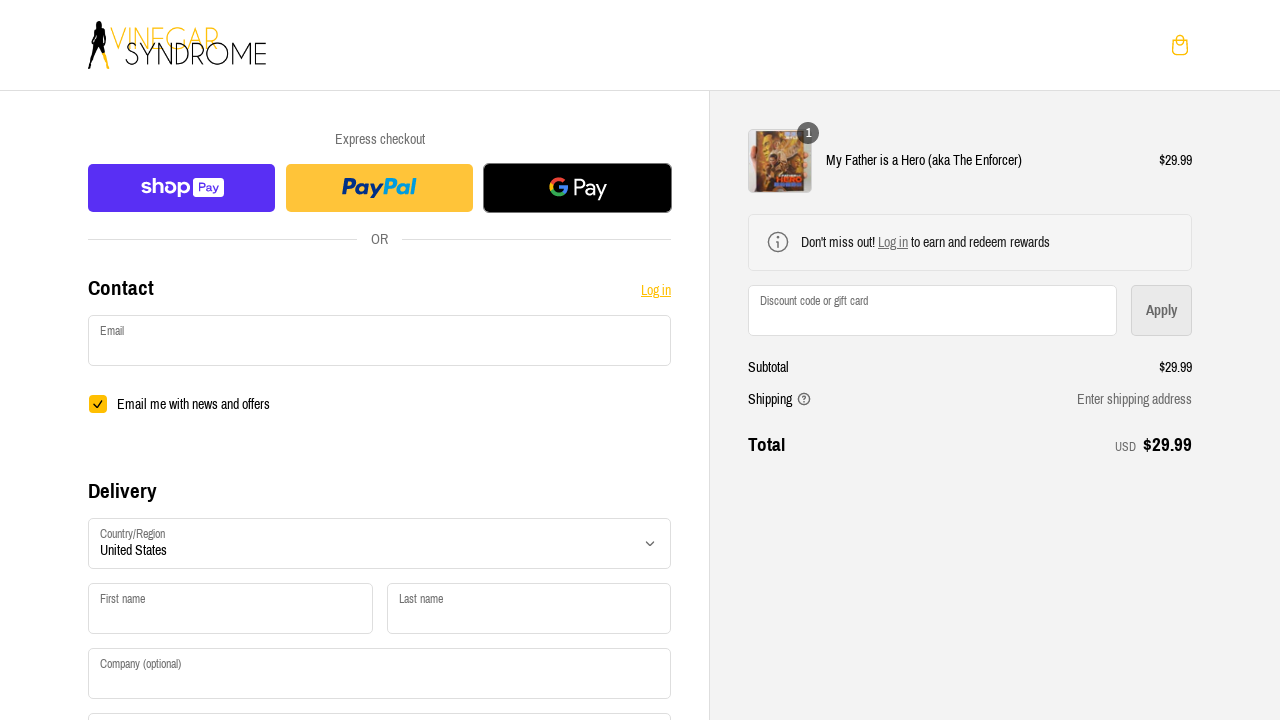 VINEGAR
SYNDROME
Express checkout
shop Pay
PayPal
G Pay
OR
Contact
Log in
Email
Email me with news and offers
Delivery
Country/Region
United States
First name
Last name
Company (optional)
1
My Father is a Hero (aka The Enforcer)
$29.99
Don't miss out! Log in to earn and redeem rewards
Discount code or gift card
Apply
Subtotal
$29.99
Shipping
Enter shipping address
Total
USD $29.99